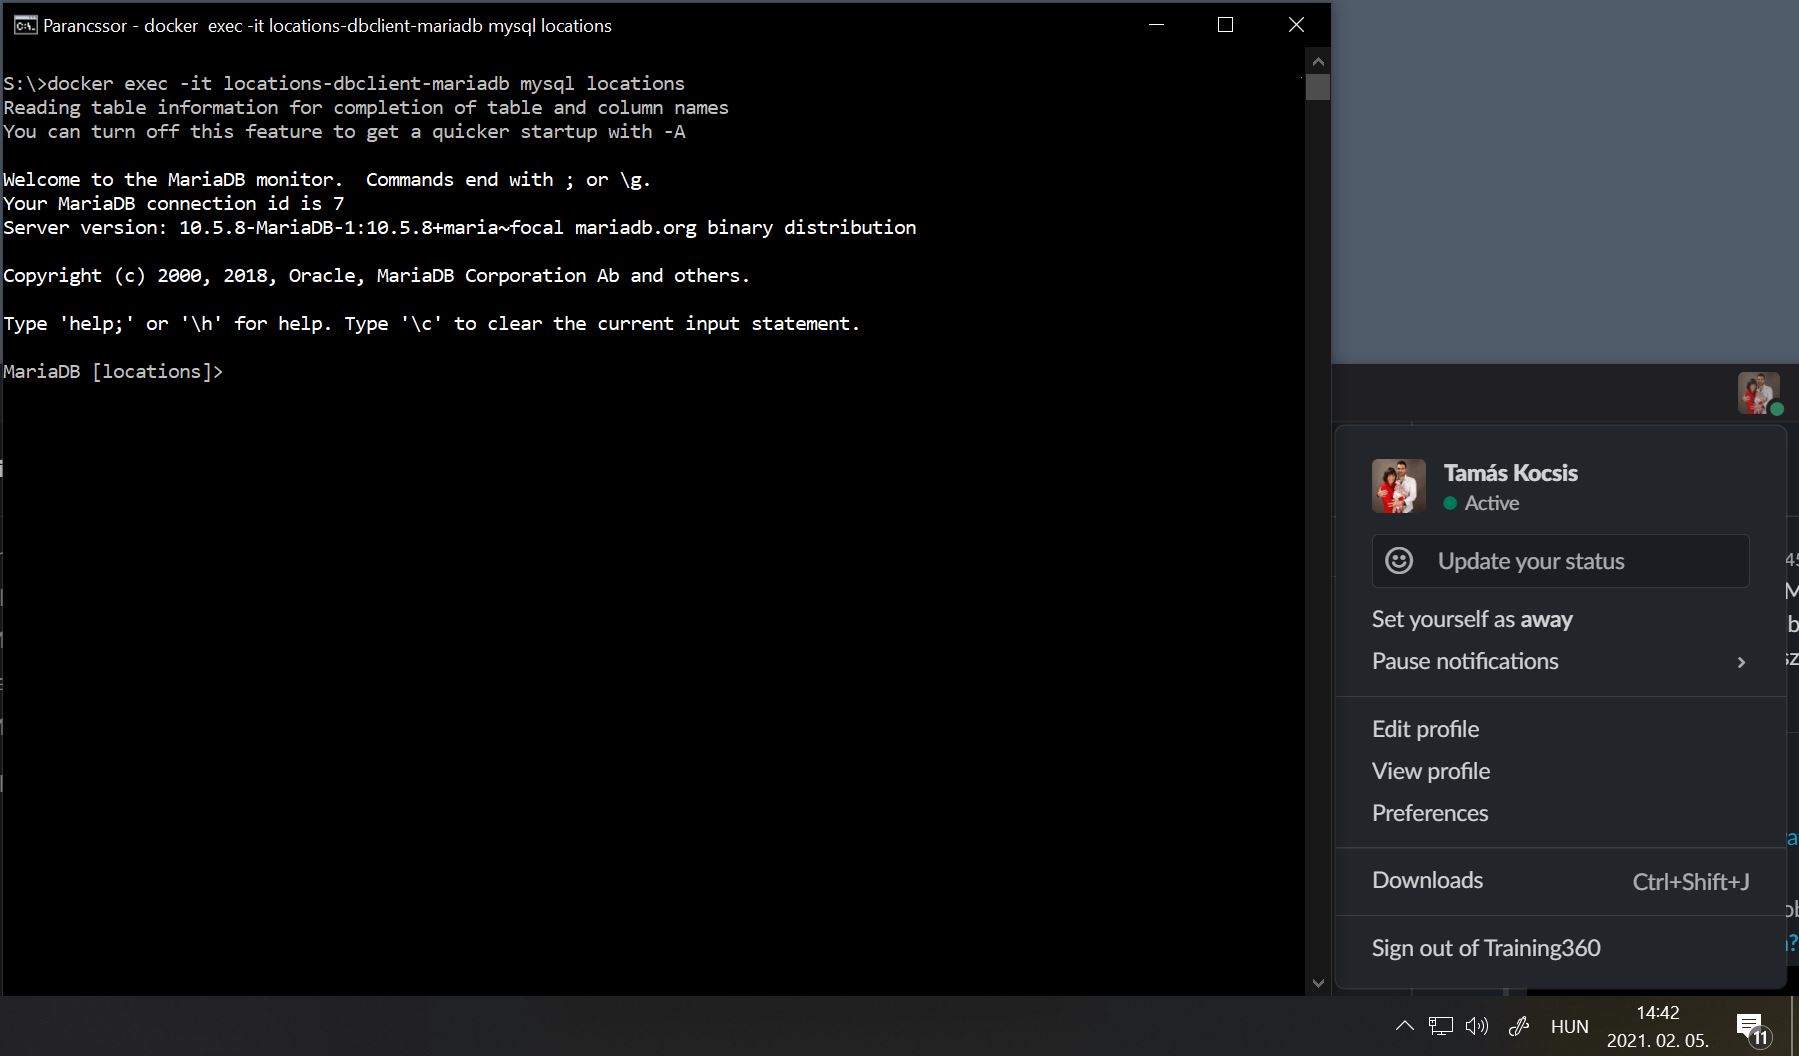 Parancssor - docker  exec -it locations-dbclient-mariadb mysql locations
S:\>docker exec -it locations-dbclient-mariadb mysql locations
Reading table information for completion of table and column names
You can turn off this feature to get a quicker startup with -A
Welcome to the MariaDB monitor.  Commands end with ; or \g.
Your MariaDB connection id is 7
Server version: 10.5.8-MariaDB-1:10.5.8+maria~focal mariadb.org binary distribution
Copyright (c) 2000, 2018, Oracle, MariaDB Corporation Ab and others.
Type 'help;' or '\h' for help. Type '\c' to clear the current input statement.
MariaDB [locations]>
Tamás Kocsis
Active
Update your status
Set yourself as away
Pause notifications
Edit profile
View profile
Preferences
Downloads Ctrl+Shift+J
Sign out of Training360
HUN
14:42
2021. 02. 05.
11